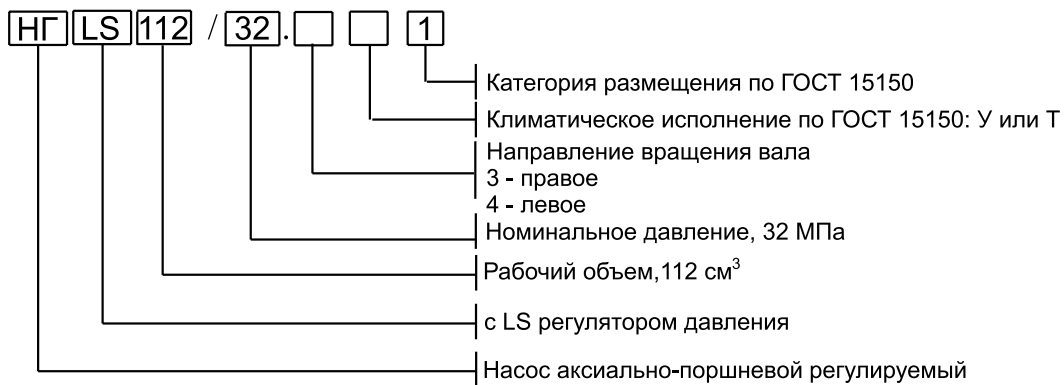 НГ LS 112 / 32. 1
Категория размещения по ГОСТ 15150
Климатическое исполнение по ГОСТ 15150: У или Т
Направление вращения вала
3 - правое
4 - левое
Номинальное давление, 32 МПа
Рабочий объем,112 см³
с LS регулятором давления
Насос аксиально-поршневой регулируемый